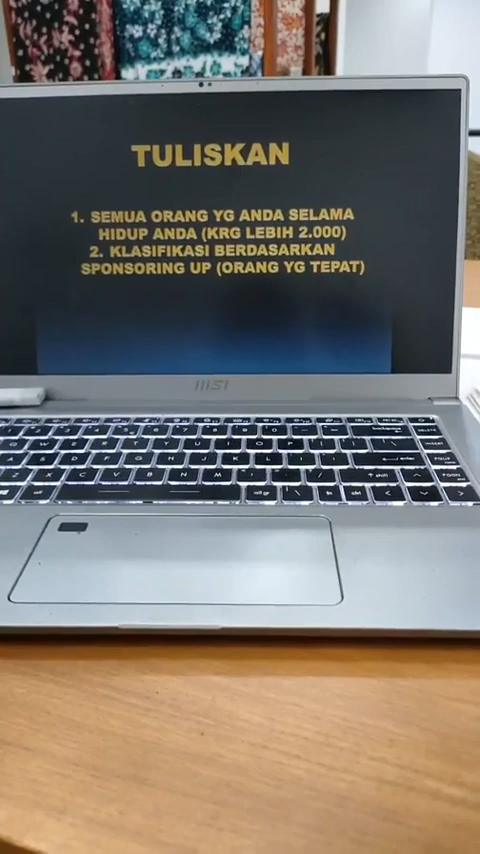 TULISKAN
1. SEMUA ORANG YG ANDA SELAMA
HIDUP ANDA (KRG LEBIH 2.000)
2. KLASIFIKASI BERDASARKAN
SPONSORING UP (ORANG YG TEPAT)
msi